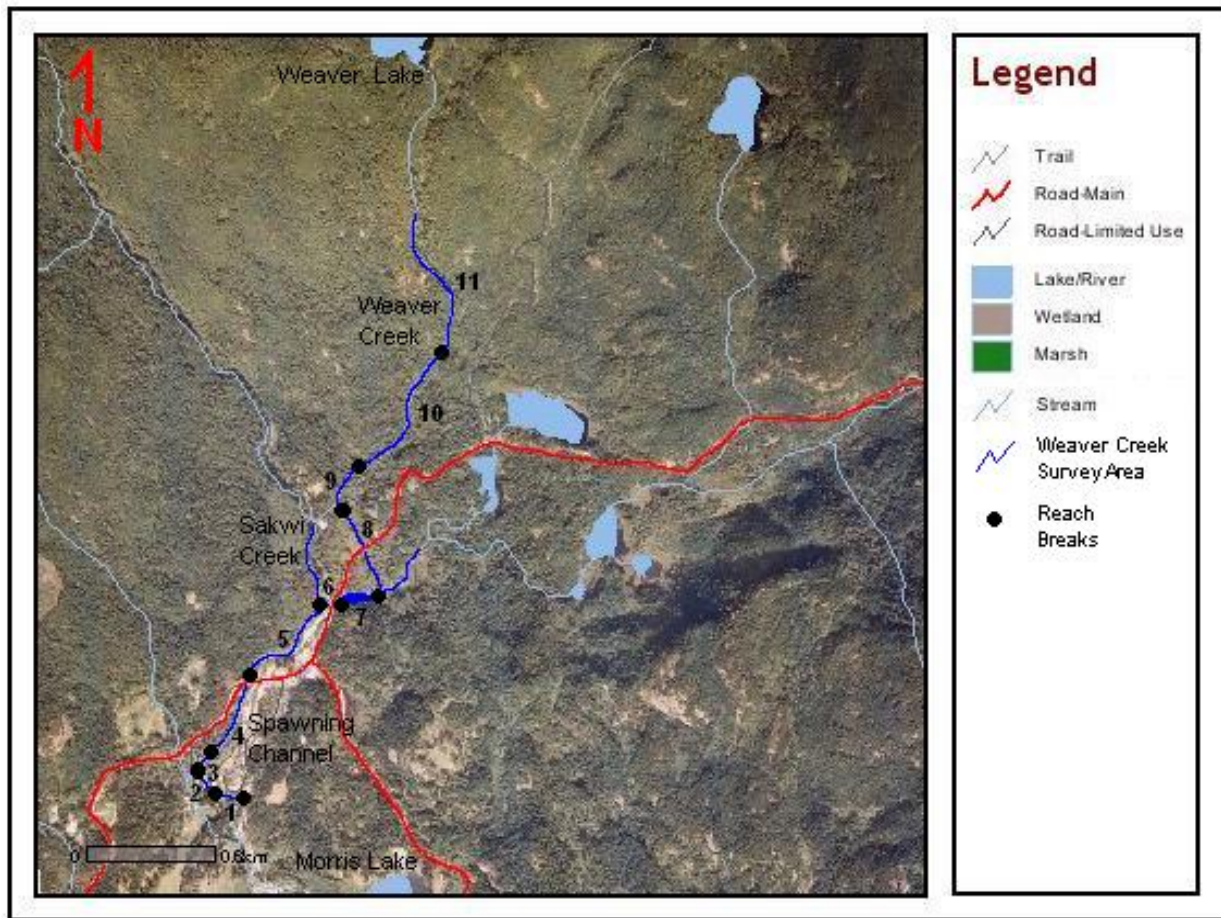 Weaver Lake
N
11
Weaver
Creek
10
9
8
Sakwi
Creek
6
7
5
Spawning
Channel
4
3
2
1
0
0.6km
Morris Lake
Legend
Trail
Road-Main
Road-Limited Use
Lake/River
Wetland
Marsh
Stream
Weaver Creek
Survey Area
Reach
Breaks